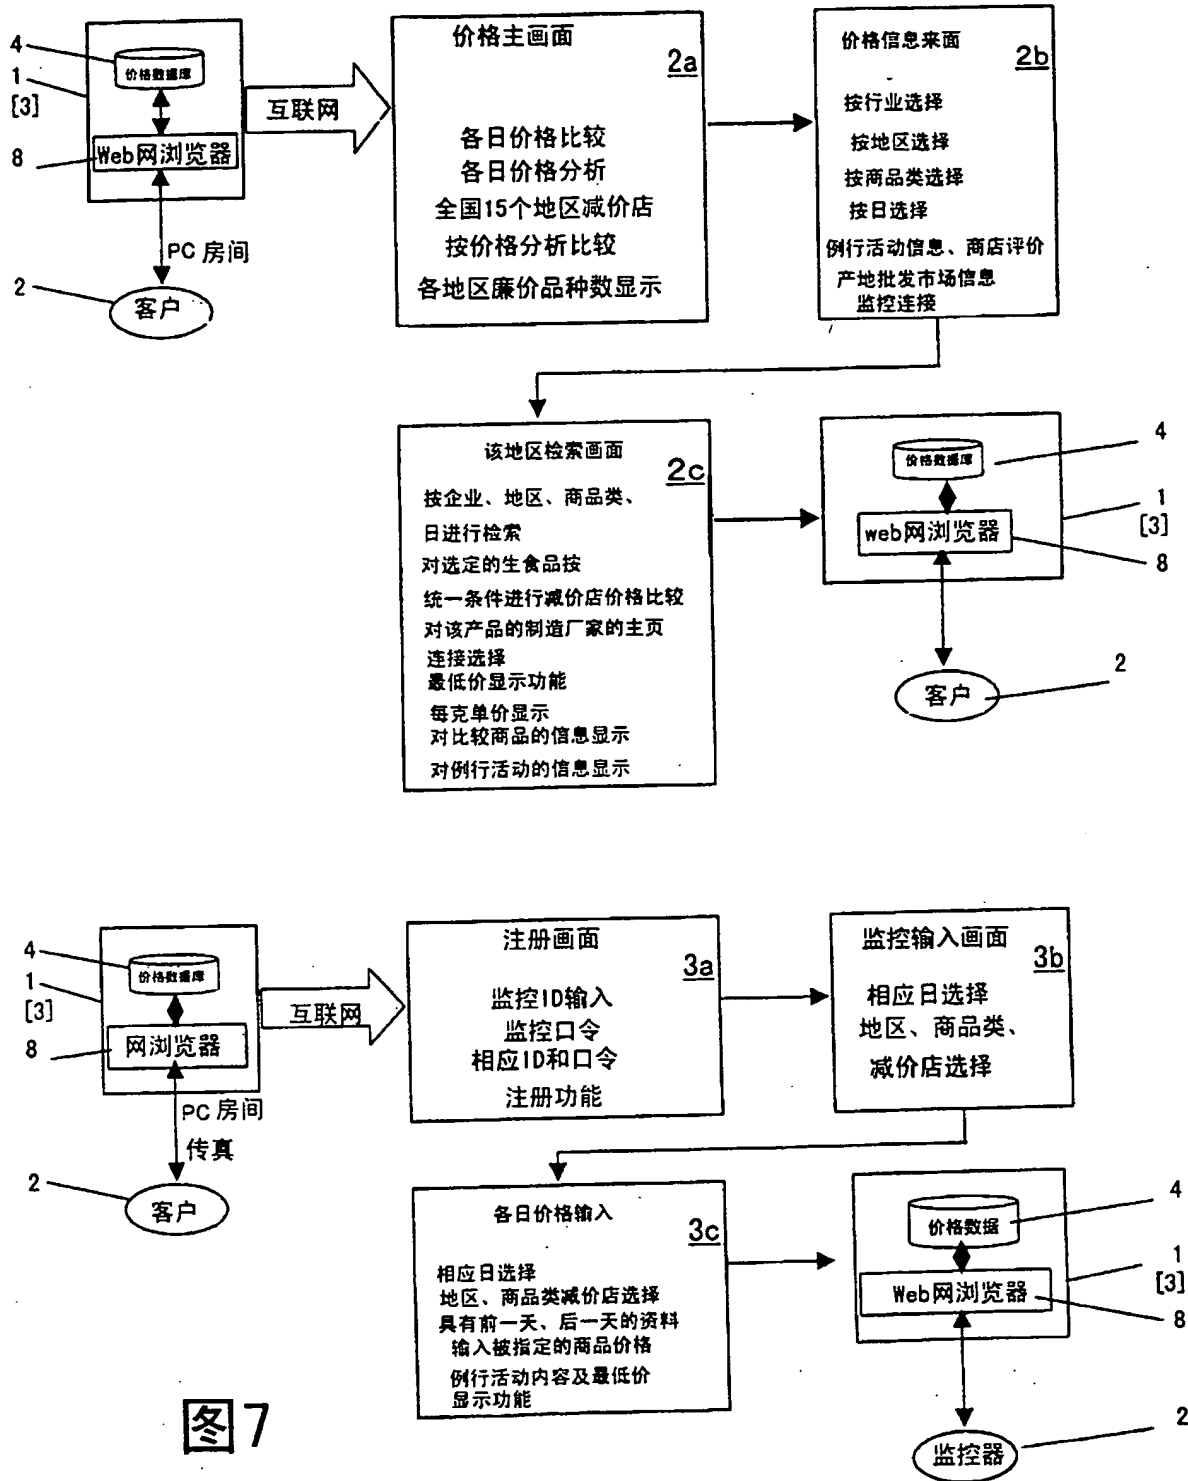 4
价格数据库
1
[3]
8
Web网浏览器
PC 房间
2
客户
互联网
价格主画面
2a
各日价格比较
各日价格分析
全国15个地区减价店
按价格分析比较
各地区廉价品种数显示
价格信息来面
2b
按行业选择
按地区选择
按商品类选择
按日选择
例行活动信息、商店评价
产地批发市场信息
监控连接
该地区检索画面
2c
按企业、地区、商品类、
日进行检索
对选定的生食品按
统一条件进行减价店价格比较
对该产品的制造厂家的主页
连接选择
最低价显示功能
每克单价显示
对比较商品的信息显示
对例行活动的信息显示
价格数据库
4
web网浏览器
1
[3]
8
客户
2
4
价格数据库
1
[3]
8
网浏览器
PC 房间
传真
2
客户
互联网
注册画面
3a
监控ID输入
监控口令
相应ID和口令
注册功能
监控输入画面
3b
相应日选择
地区、商品类、
减价店选择
各日价格输入
3c
相应日选择
地区、商品类减价店选择
具有前一天、后一天的资料
输入被指定的商品价格
例行活动内容及最低价
显示功能
价格数据
4
Web网浏览器
1
[3]
8
监控器
2
图7